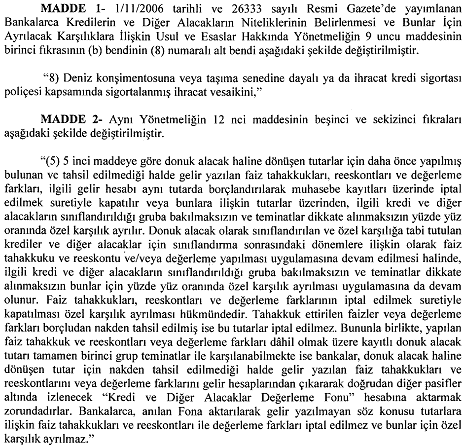 MADDE 1- 1/11/2006 tarihli ve 26333 sayılı Resmi Gazete'de yayımlanan
Bankalarca Kredilerin ve Diğer Alacakların Niteliklerinin Belirlenmesi ve Bunlar İçin
Ayrılacak Karşılıklara İlişkin Usul ve Esaslar Hakkında Yönetmeliğin 9 uncu maddesinin
birinci fıkrasının (b) bendinin (8) numaralı alt bendi aşağıdaki şekilde değiştirilmiştir.
"8) Deniz konşimentosuna veya taşıma senedine dayalı ya da ihracat kredi sigortası
poliçesi kapsamında sigortalanmış ihracat vesaikini,"
MADDE 2- Aynı Yönetmeliğin 12 nci maddesinin beşinci ve sekizinci fıkraları
aşağıdaki şekilde değiştirilmiştir.
"(5) 5 inci maddeye göre donuk alacak haline dönüşen tutarlar için daha önce yapılmış
bulunan ve tahsil edilmediği halde gelir yazılan faiz tahakkukları, reeskontları ve değerleme
farkları, ilgili gelir hesabı aynı tutarda borçlandırılarak muhasebe kayıtları üzerinde iptal
edilmek suretiyle kapatılır veya bunlara ilişkin tutarlar üzerinden, ilgili kredi ve diğer
alacakların sınıflandırıldığı gruba bakılmaksızın ve teminatlar dikkate alınmaksızın yüzde yüz
oranında özel karşılık ayrılır. Donuk alacak olarak sınıflandırılan ve özel karşılığa tabi tutulan
krediler ve diğer alacaklar için sınıflandırma sonrasındaki dönemlere ilişkin olarak faiz
tahakkuku ve reeskontu ve/veya değerleme yapılması uygulamasına devam edilmesi halinde,
ilgili kredi ve diğer alacakların sınıflandırıldığı gruba bakılmaksızın ve teminatlar dikkate
alınmaksızın bunlar için yüzde yüz oranında özel karşılık ayrılması uygulamasına da devam
olunur. Faiz tahakkukları, reeskontları ve değerleme farklarının iptal edilmek suretiyle
kapatılması özel karşılık ayrılması hükmündedir. Tahakkuk ettirilen faizler veya değerleme
farkları borçludan nakden tahsil edilmiş ise bu tutarlar iptal edilmez. Bununla birlikte, yapılan
faiz tahakkuk ve reeskontları veya değerleme farkları dâhil olmak üzere kayıtlı donuk alacak
tutarı tamamen birinci grup teminatlar ile karşılanabilmekte ise bankalar, donuk alacak haline
dönüşen tutar için nakden tahsil edilmediği halde gelir yazılan faiz tahakkukları ve
reeskontlarını veya değerleme farklarını gelir hesaplarından çıkararak doğrudan diğer pasifler
altında izlenecek "Kredi ve Diğer Alacaklar Değerleme Fonu" hesabına aktarmak
zorundadırlar. Bankalarca, anılan Fona aktarılarak gelir yazılmayan söz konusu tutarlara
ilişkin faiz tahakkukları ve reeskontları ile değerleme farkları iptal edilmez ve bunlar için özel
karşılık ayrılmaz."